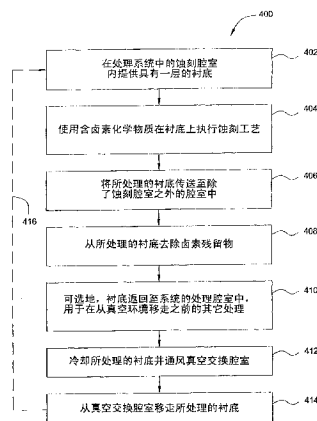 400
402
在处理系统中的蚀刻腔室
内提供具有一层的衬底
404
使用含卤素化学物质在衬底上执行蚀刻工艺
406
将所处理的衬底传送至除
了蚀刻腔室之外的腔室中
416
408
从所处理的衬底去除卤素残留物
410
可选地，衬底返回至系统的处理腔室中，
用于在从真空环境移走之前的其它处理
412
冷却所处理的衬底并通风真空交换腔室
414
从真空交换腔室移走所处理的衬底